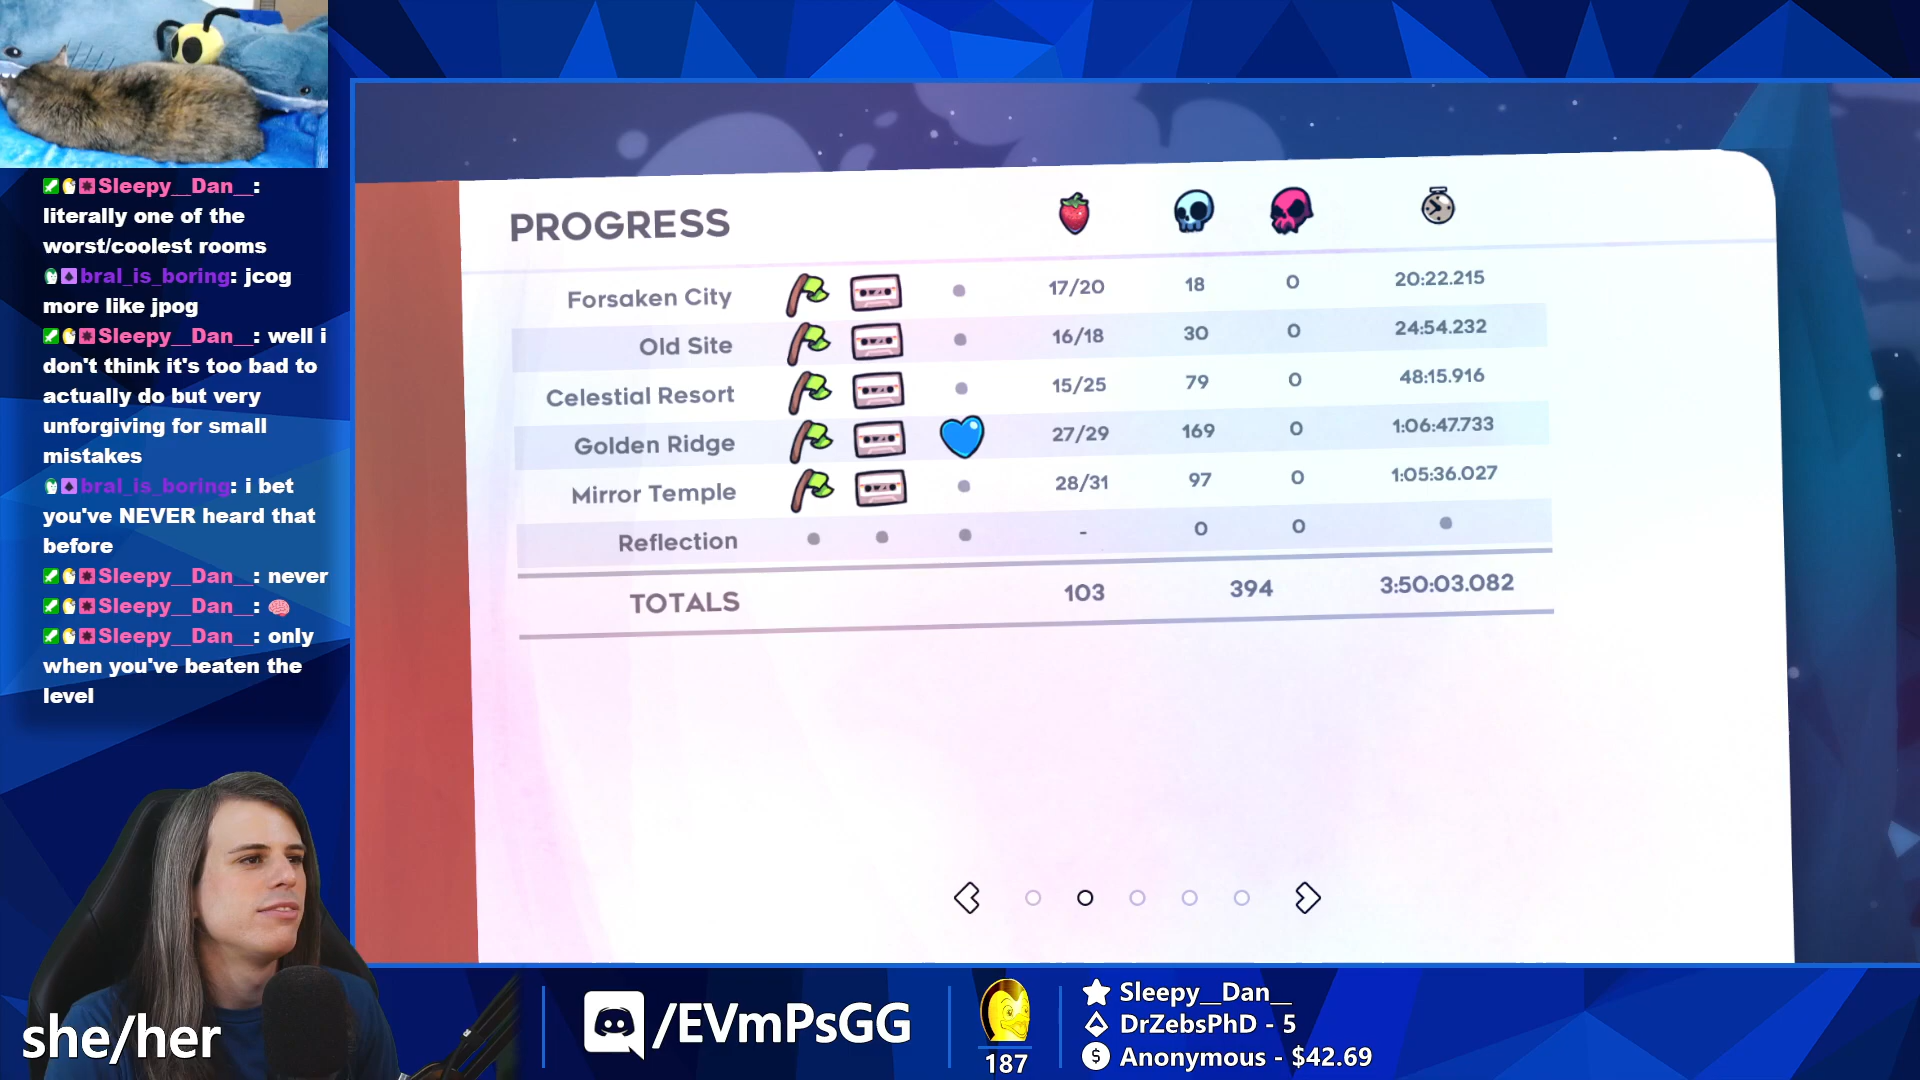 Sleepy__Dan__:
literally one of the
worst/coolest rooms
bral_is_boring: jcog
more like jpog
Sleepy__Dan__: well i
don't think it's too bad to
actually do but very
unforgiving for small
mistakes
bral_is_boring: i bet
you've NEVER heard that
before
Sleepy__Dan__: never
Sleepy__Dan__:
Sleepy__Dan__: only
when you've beaten the
level
PROGRESS
Forsaken City 17/20 18 0 20:22.215
Old Site 16/18 30 0 24:54.232
Celestial Resort 15/25 79 0 48:15.916
Golden Ridge 27/29 169 0 1:06:47.733
Mirror Temple 28/31 97 0 1:05:36.027
Reflection - 0 0
TOTALS 103 394 3:50:03.082
she/her
/EVmPsGG
187
Sleepy__Dan__
DrZebsPhD - 5
Anonymous - $42.69